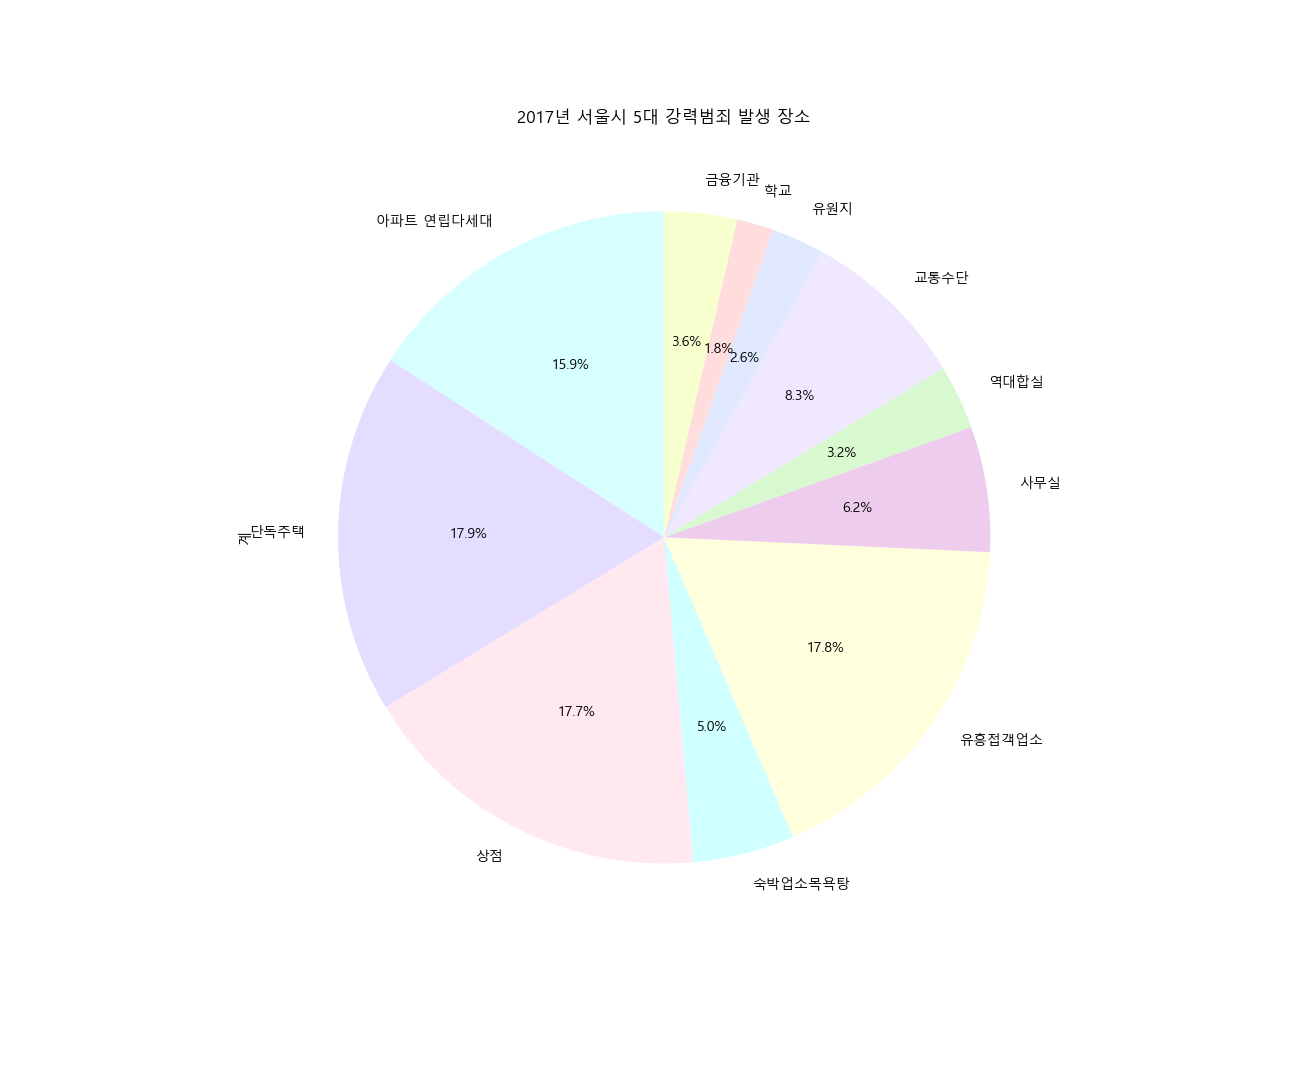 2017년 서울시 5대 강력범죄 발생 장소
금융기관
학교
유원지
아파트 연립다세대
교통수단
역대합실
사무실
계
단독주택
유흥접객업소
상점
숙박업소목욕탕
3.6%
1.8%
2.6%
15.9%
8.3%
3.2%
6.2%
17.9%
17.8%
17.7%
5.0%